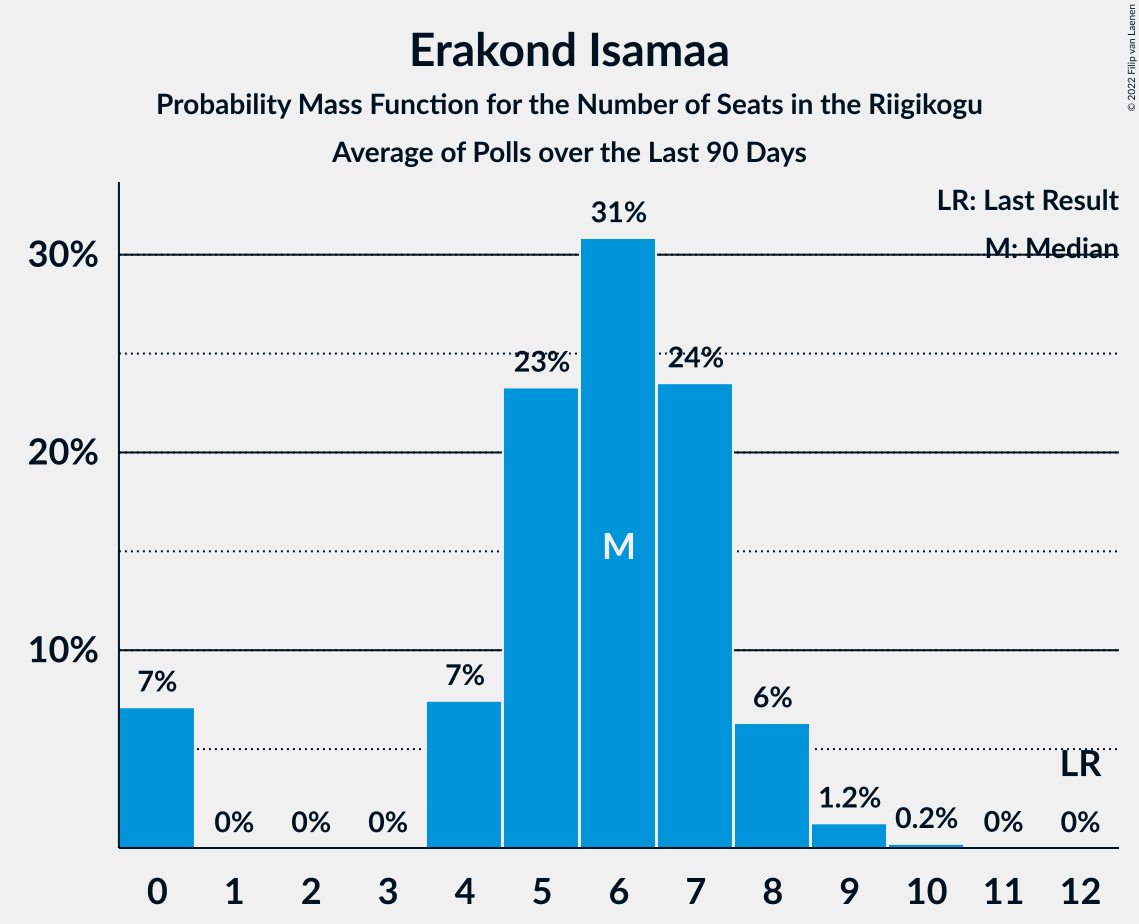 Erakond Isamaa
Probability Mass Function for the Number of Seats in the Riigikogu
Average of Polls over the Last 90 Days
© 2022 Filip van Laenen
LR: Last Result
M: Median
30%
20%
10%
7%
0%
0%
0%
7%
23%
31%
24%
6%
1.2%
0.2%
0%
0%
M
LR
0 1 2 3 4 5 6 7 8 9 10 11 12